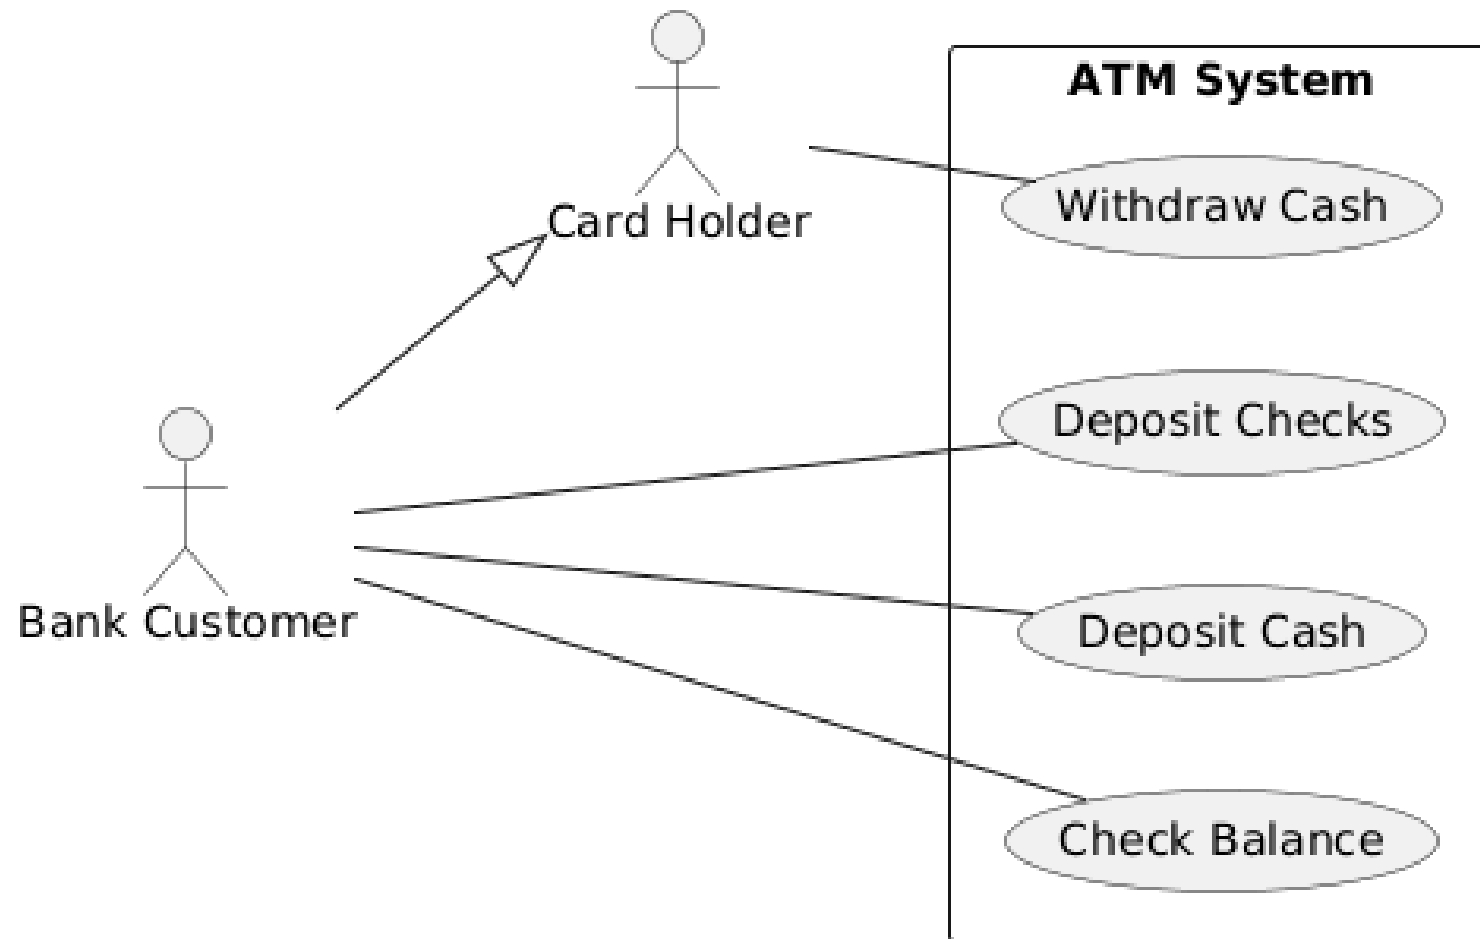 ATM System
Card Holder
Withdraw Cash
Deposit Checks
Bank Customer
Deposit Cash
Check Balance